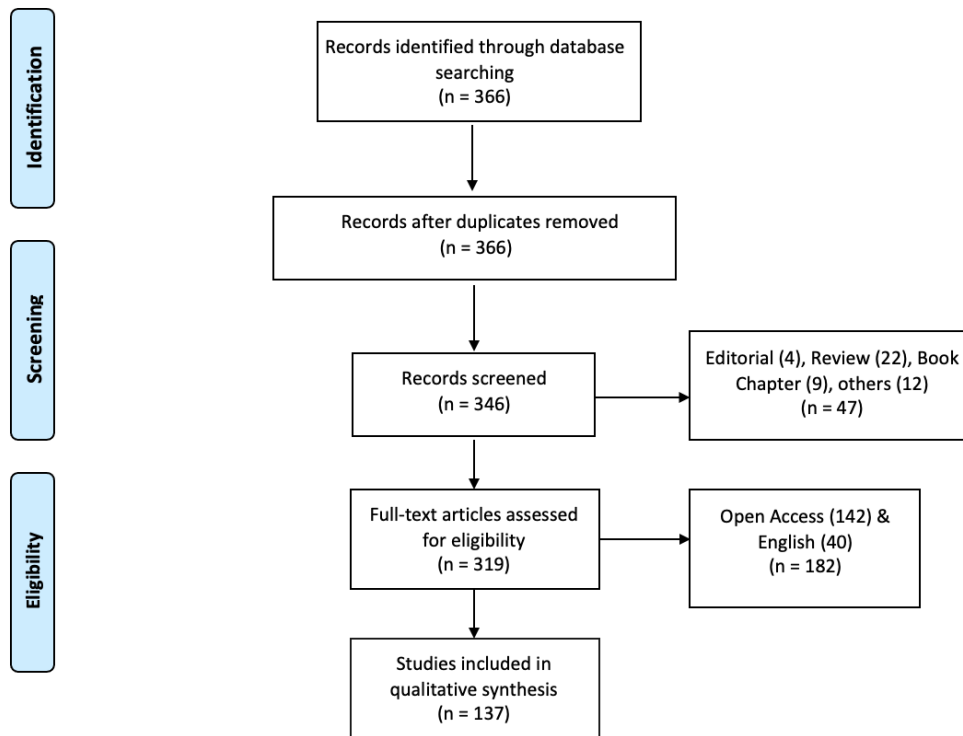 Identification
Records identified through database
searching
(n = 366)
Records after duplicates removed
(n = 366)
Screening
Records screened
(n = 346)
Editorial (4), Review (22), Book
Chapter (9), others (12)
(n = 47)
Eligibility
Full-text articles assessed
for eligibility
(n = 319)
Open Access (142) &
English (40)
(n = 182)
Studies included in
qualitative synthesis
(n = 137)